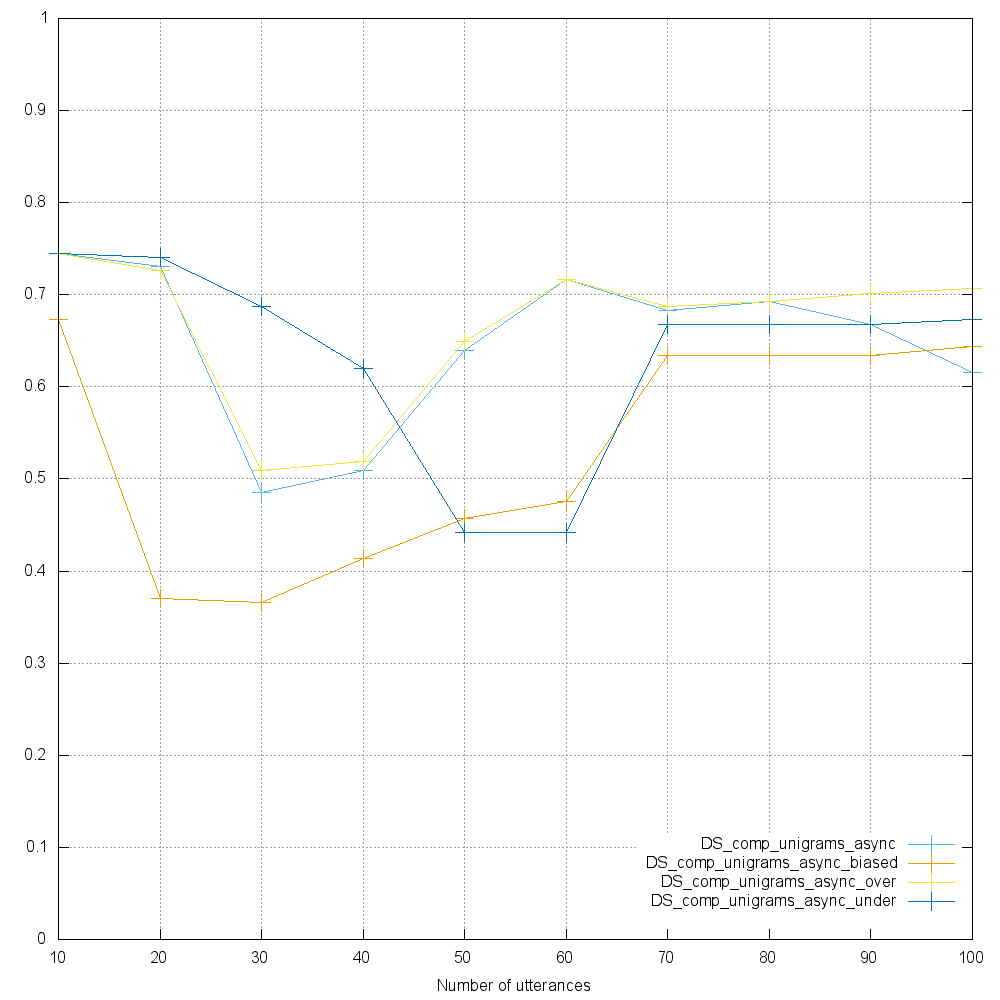 1
0.9
0.8
0.7
0.6
0.5
0.4
0.3
0.2
0.1
0
DS_comp_unigrams_async
DS_comp_unigrams_async_biased
DS_comp_unigrams_async_over
DS_comp_unigrams_async_under
10 20 30 40 50 60 70 80 90 100
Number of utterances